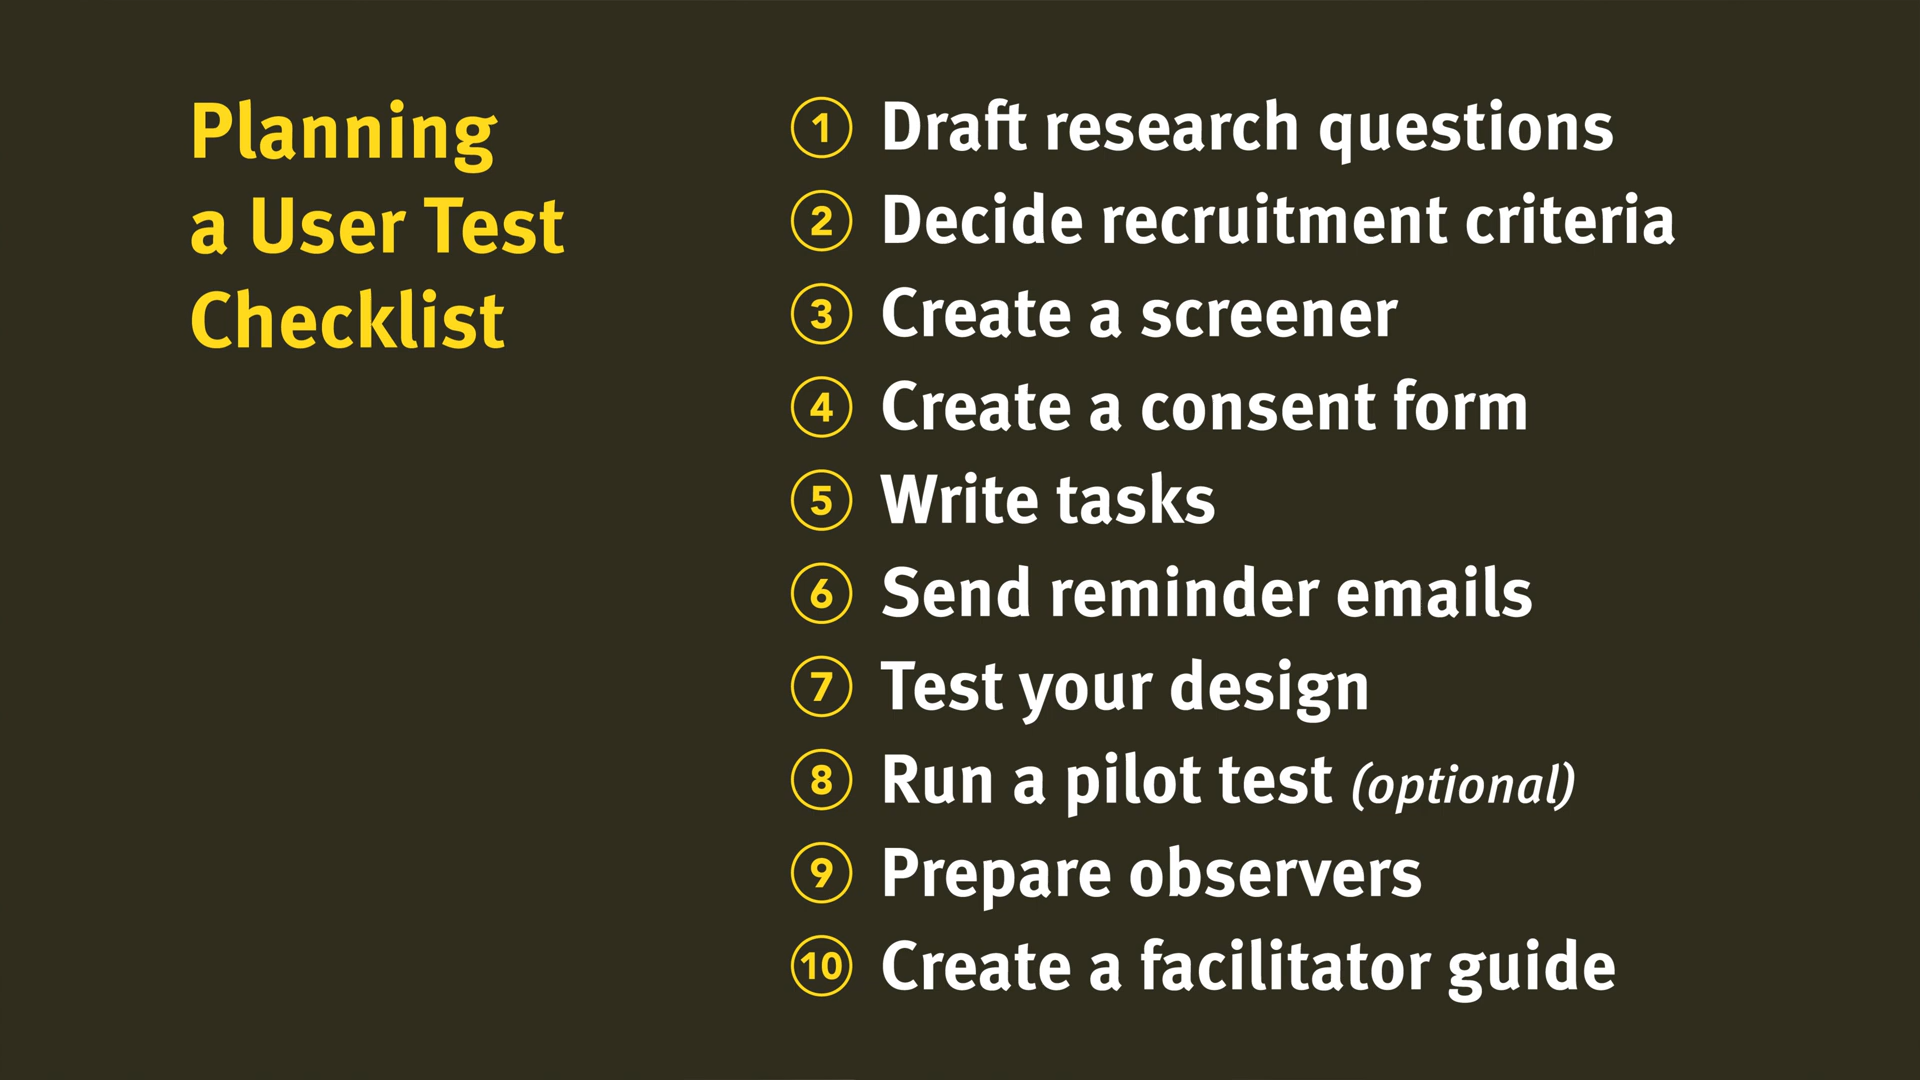 Planning
a User Test
Checklist
1 Draft research questions
2 Decide recruitment criteria
3 Create a screener
4 Create a consent form
5 Write tasks
6 Send reminder emails
7 Test your design
8 Run a pilot test (optional)
9 Prepare observers
10 Create a facilitator guide